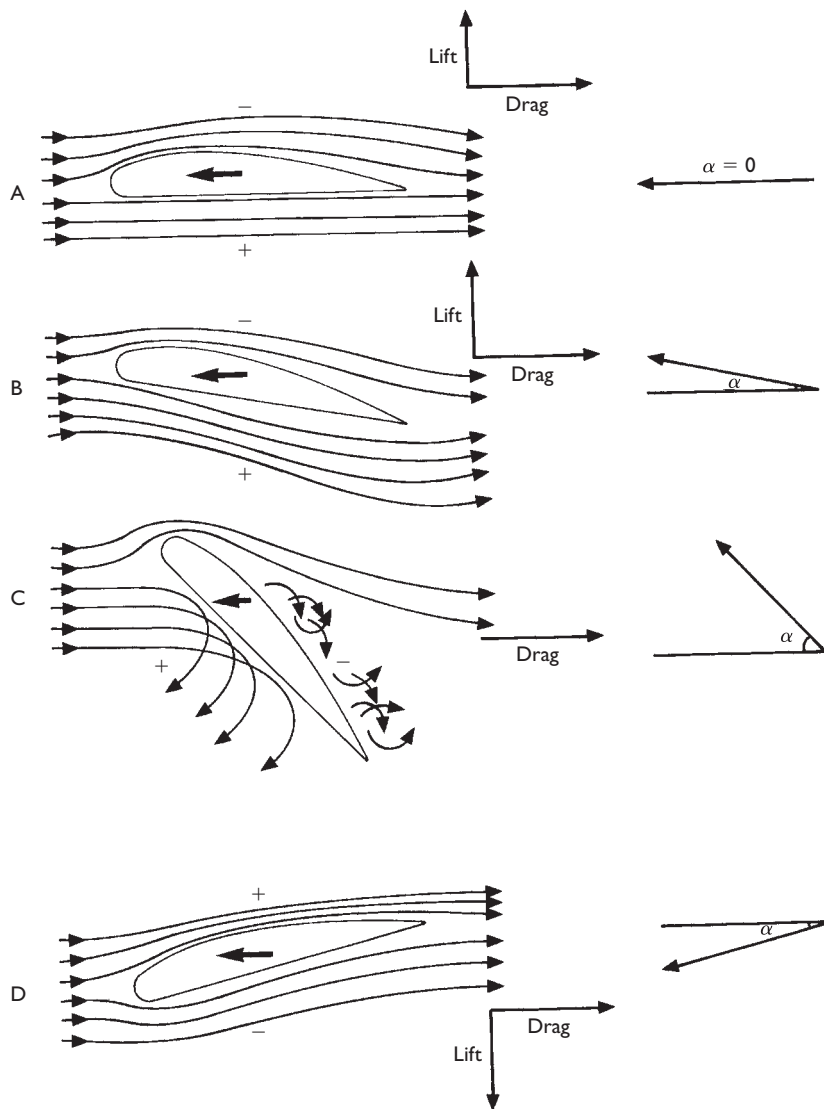 Lift
Drag
−
α = 0
A
+
−
Lift
Drag
α
B
+
C
−
+
Drag
α
+
α
D
−
Drag
Lift